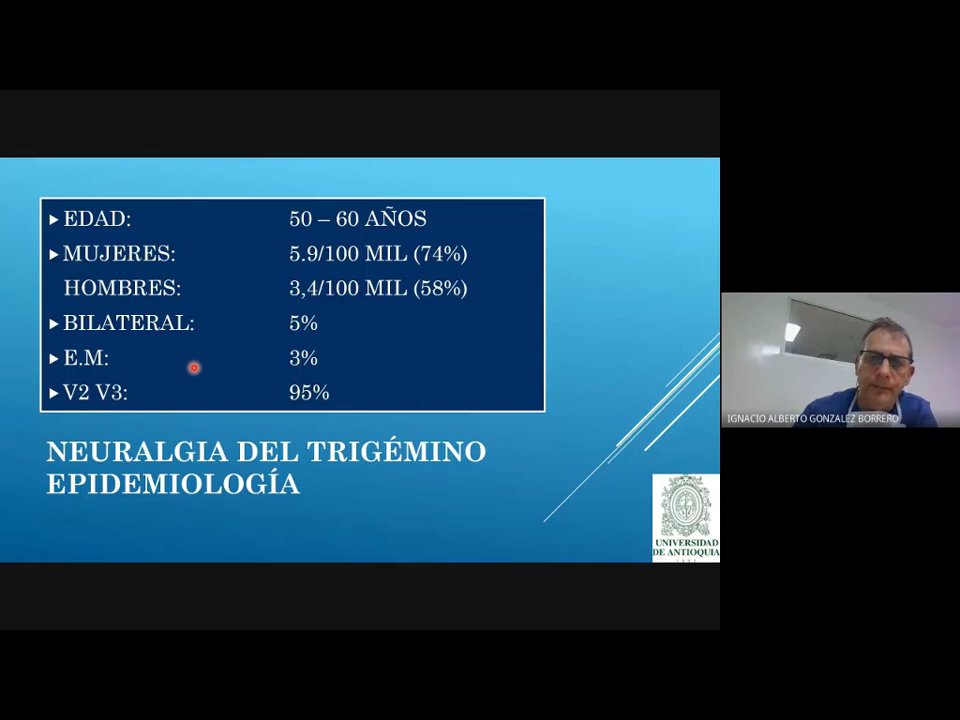 EDAD: 50 – 60 AÑOS
MUJERES: 5.9/100 MIL (74%)
HOMBRES: 3,4/100 MIL (58%)
BILATERAL: 5%
E.M: 3%
V2 V3: 95%
NEURALGIA DEL TRIGÉMINO
EPIDEMIOLOGÍA
UNIVERSIDAD
DE ANTIOQUIA
IGNACIO ALBERTO GONZALEZ BORRERO